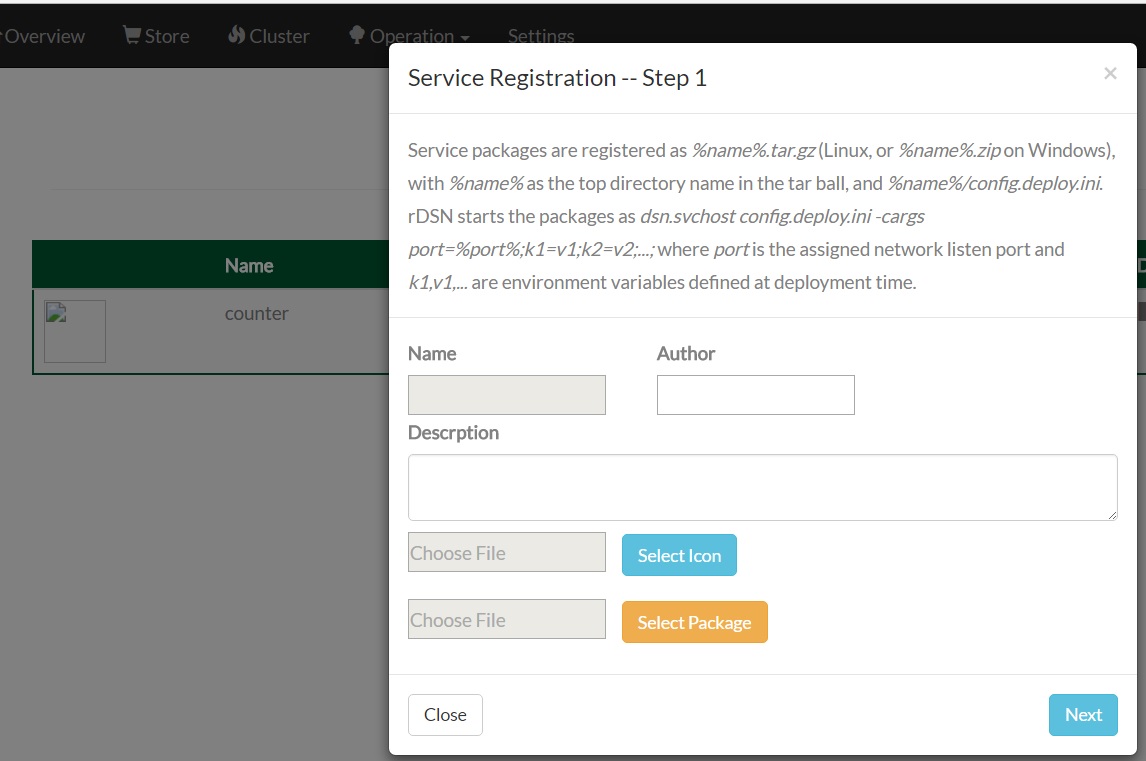 Overview Store Cluster Operation Settings
Service Registration -- Step 1 ×
Service packages are registered as %name%.tar.gz (Linux, or %name%.zip on Windows),
with %name% as the top directory name in the tar ball, and %name%/config.deploy.ini.
rDSN starts the packages as dsn.svchost config.deploy.ini -cargs
port=%port%;k1=v1;k2=v2;...; where port is the assigned network listen port and
k1,v1,... are environment variables defined at deployment time.
Name
counter
Name Author
Descrption
Choose File Select Icon
Choose File Select Package
Close Next